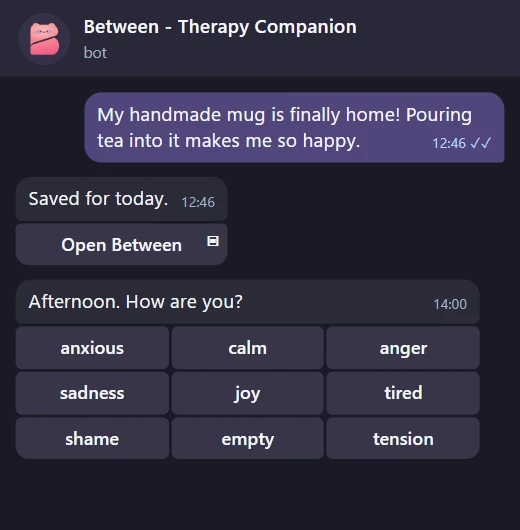 Between - Therapy Companion
bot
My handmade mug is finally home! Pouring
tea into it makes me so happy. 12:46
Saved for today. 12:46
Open Between
Afternoon. How are you? 14:00
anxious calm anger
sadness joy tired
shame empty tension